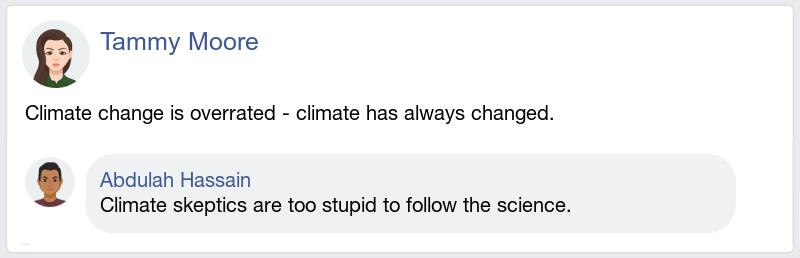 Tammy Moore
Climate change is overrated - climate has always changed.
Abdulah Hassain
Climate skeptics are too stupid to follow the science.